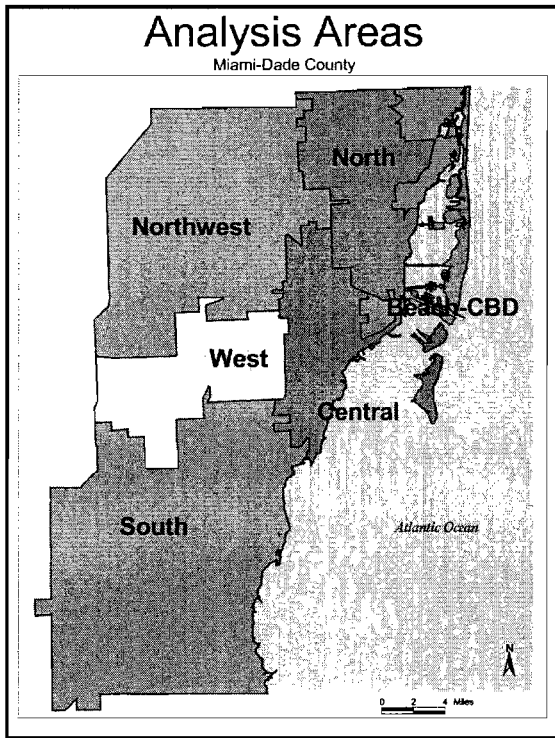 Analysis Areas
Miami-Dade County
North
Northwest
Beach-CBD
West
Central
South
Atlantic Ocean
N
0 2 4 Miles